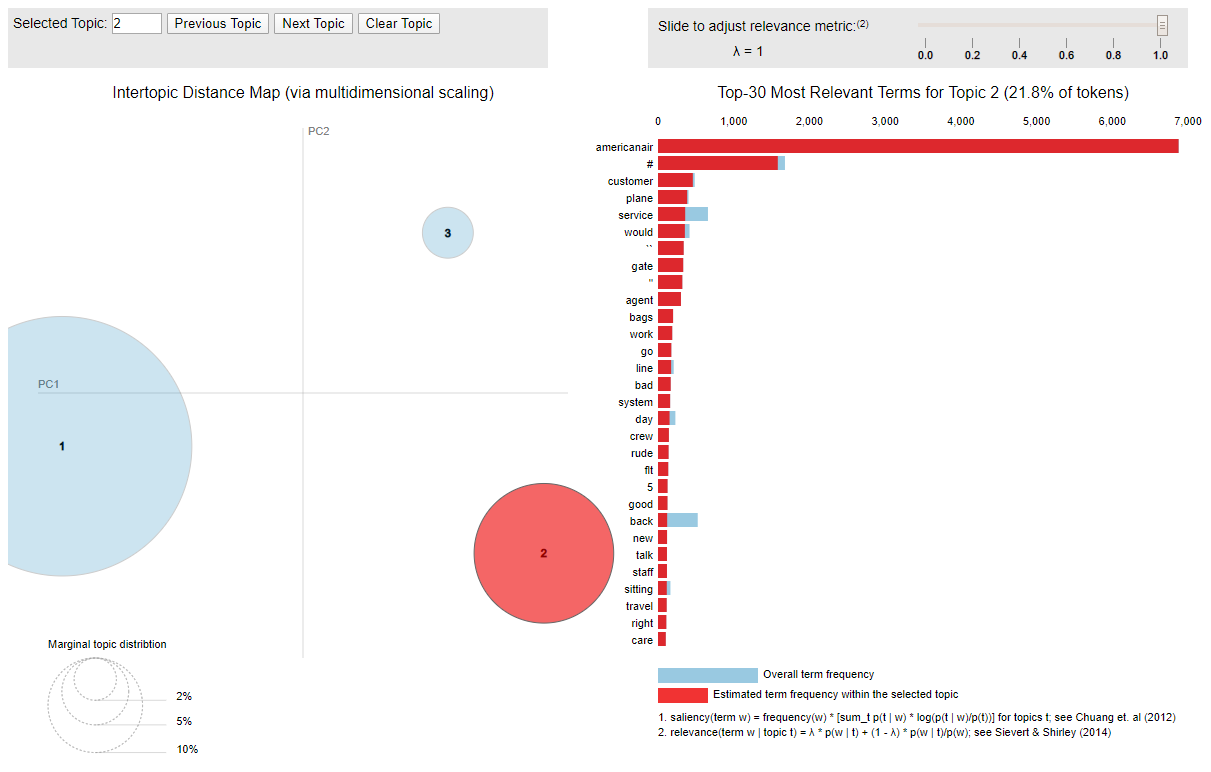 Selected Topic: 2 Previous Topic Next Topic Clear Topic
Slide to adjust relevance metric:(2)
λ = 1
0.0 0.2 0.4 0.6 0.8 1.0
Intertopic Distance Map (via multidimensional scaling)
PC2
PC1
3
1
2
Marginal topic distribtion
2%
5%
10%
Top-30 Most Relevant Terms for Topic 2 (21.8% of tokens)
0 1,000 2,000 3,000 4,000 5,000 6,000 7,000
americanair
#
customer
plane
service
would
``
gate
''
agent
bags
work
go
line
bad
system
day
crew
rude
flt
5
good
back
new
talk
staff
sitting
travel
right
care
Overall term frequency
Estimated term frequency within the selected topic
1. saliency(term w) = frequency(w) * [sum_t p(t | w) * log(p(t | w)/p(t))] for topics t; see Chuang et. al (2012)
2. relevance(term w | topic t) = λ * p(w | t) + (1 - λ) * p(w | t)/p(w); see Sievert & Shirley (2014)